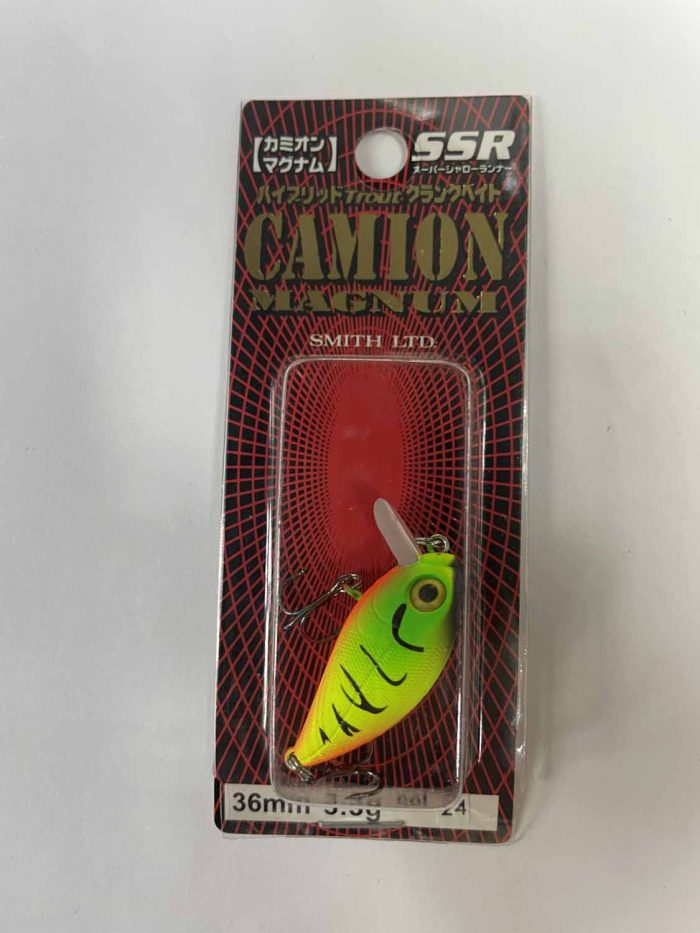 【カミオン
マグナム】
SSR
スーパーシャローランナー
ハイブリッドTroutクランクベイト
CAMION
MAGNUM
SMITH LTD.
36mm 24